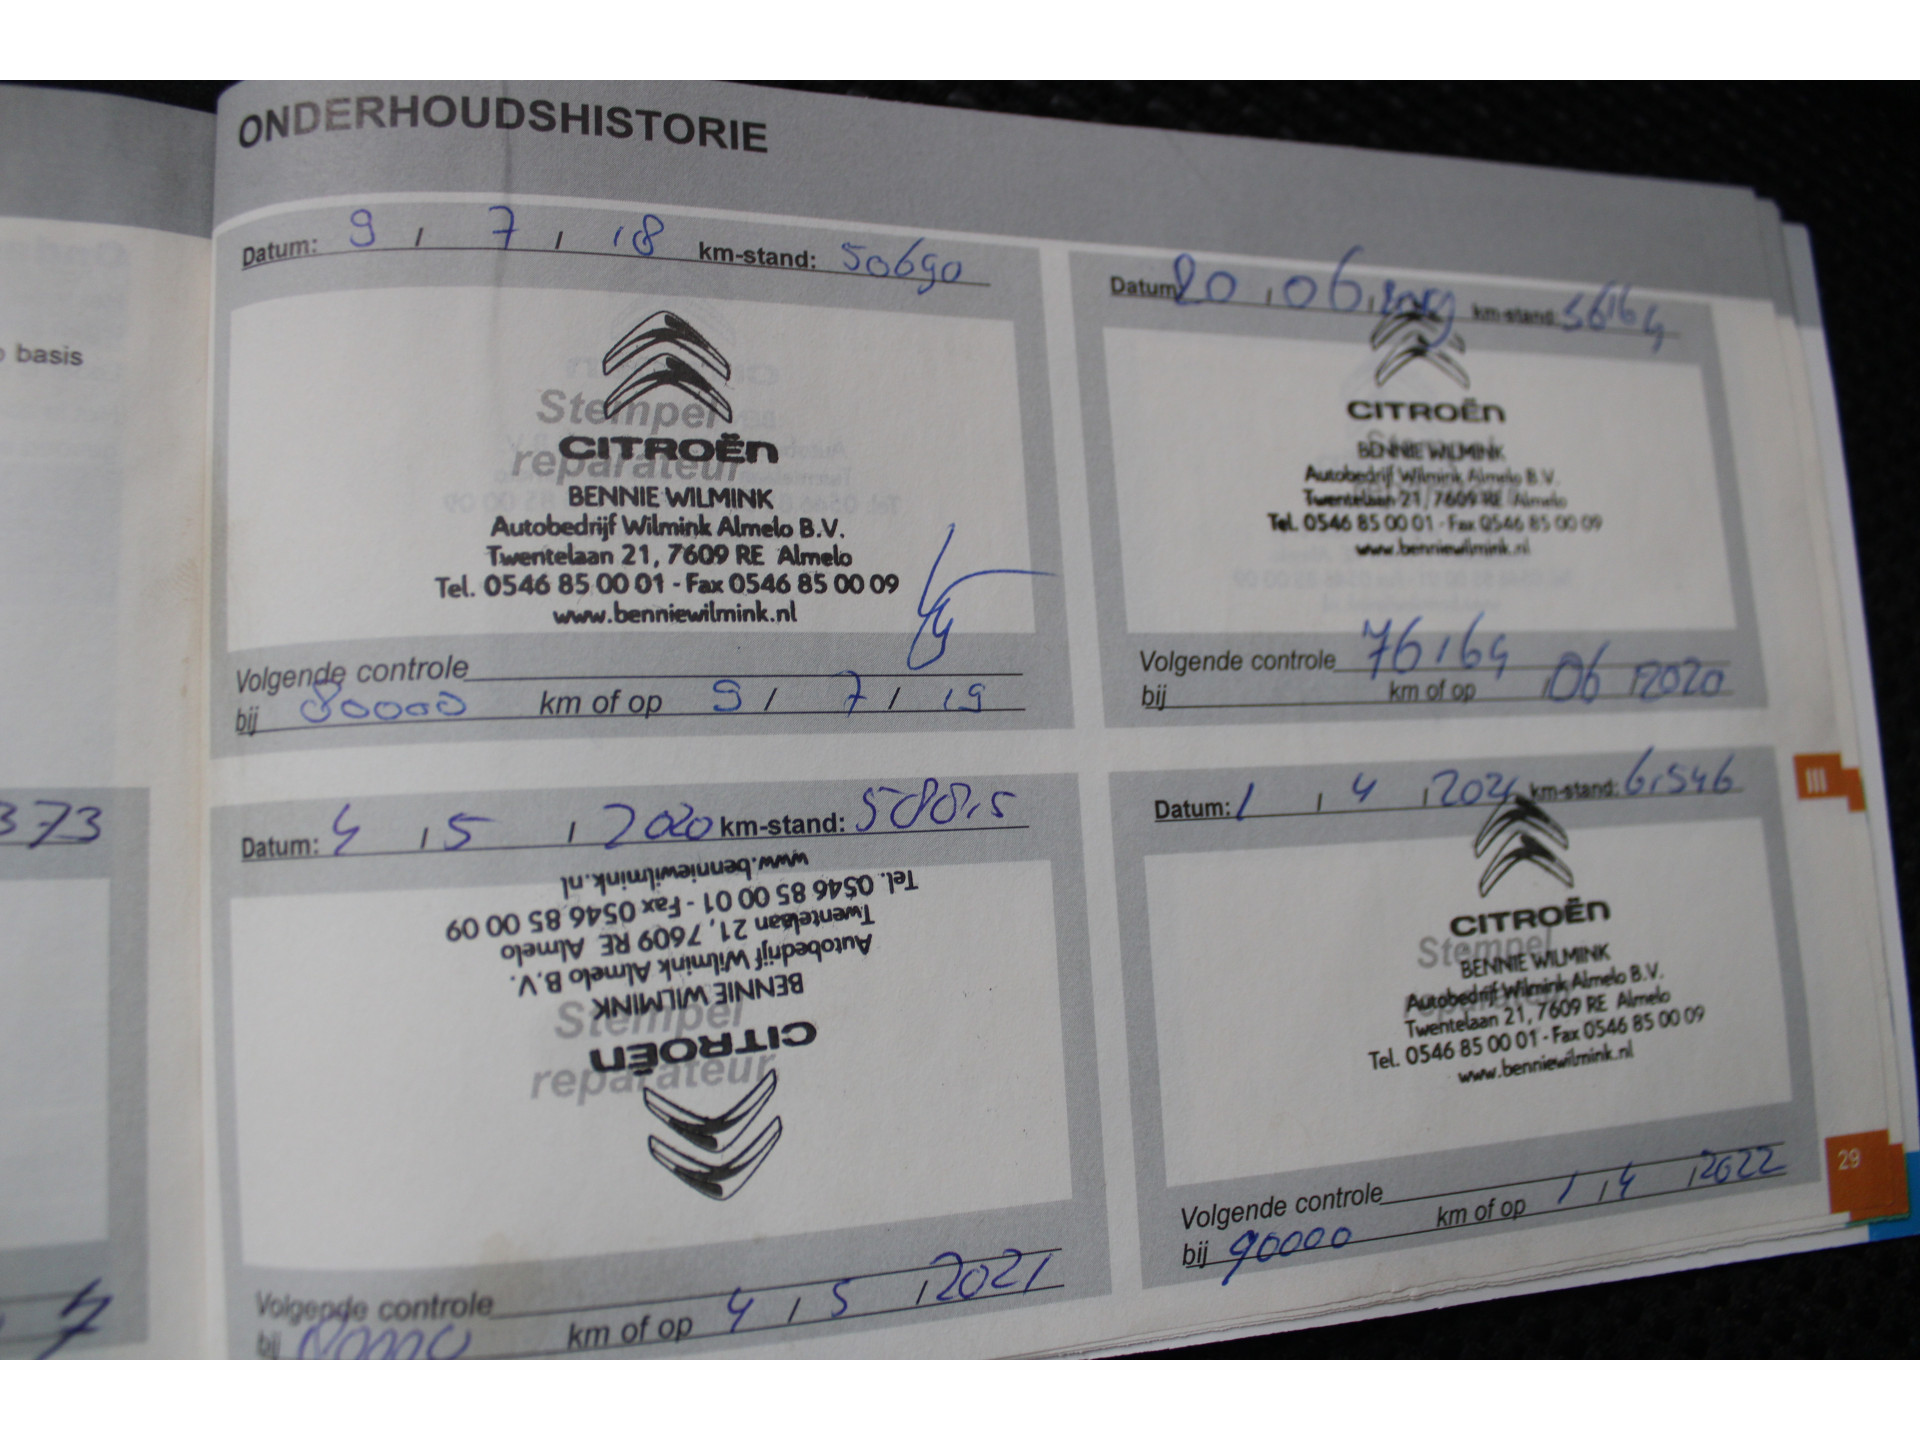 ONDERHOUDSHISTORIE
basis
373
Datum: 9 / 7 / 18 km-stand: 50690
Stempel
reparateur
CITROËN
BENNIE WILMINK
Autobedrijf Wilmink Almelo B.V.
Twentelaan 21, 7609 RE Almelo
Tel. 0546 85 00 01 - Fax 0546 85 00 09
www.benniewilmink.nl
Volgende controle
bij 80000 km of op 9 / 7 / 19
Datum 20 / 06 / 2019 km-stand: 56164
CITROËN
BENNIE WILMINK
Autobedrijf Wilmink Almelo B.V.
Twentelaan 21, 7609 RE Almelo
Tel. 0546 85 00 01 - Fax 0546 85 00 09
www.benniewilmink.nl
Volgende controle 76164
bij km of op 06 2020
Datum: 4 / 5 / 2020 km-stand: 58815
www.benniewilmink.nl
Tel. 0546 85 00 01 - Fax 0546 85 00 09
Twentelaan 21, 7609 RE Almelo
Autobedrijf Wilmink Almelo B.V.
BENNIE WILMINK
CITROËN
Stempel
reparateur
Volgende controle
bij 80000 km of op 4 / 5 / 2021
Datum: 1 / 4 / 2021 km-stand: 61546
CITROËN
Stempel
BENNIE WILMINK
Autobedrijf Wilmink Almelo B.V.
Twentelaan 21, 7609 RE Almelo
Tel. 0546 85 00 01 - Fax 0546 85 00 09
www.benniewilmink.nl
Volgende controle
bij 90000 km of op 1 / 4 / 2022
III
29